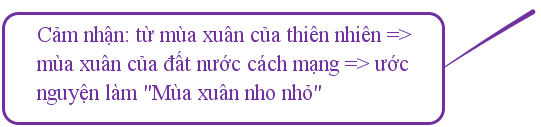 Cảm nhận: từ mùa xuân của thiên nhiên =>
mùa xuân của đất nước cách mạng => ước
nguyện làm "Mùa xuân nho nhỏ"